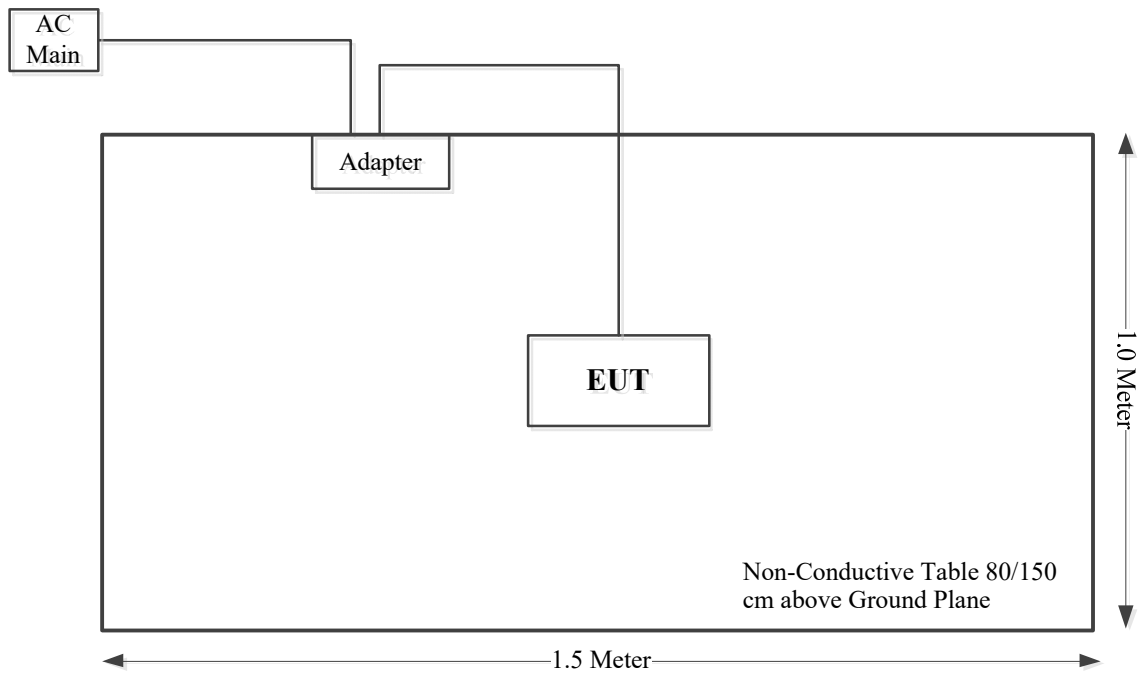 AC
Main
Adapter
EUT
1.0 Meter
Non-Conductive Table 80/150
cm above Ground Plane
1.5 Meter